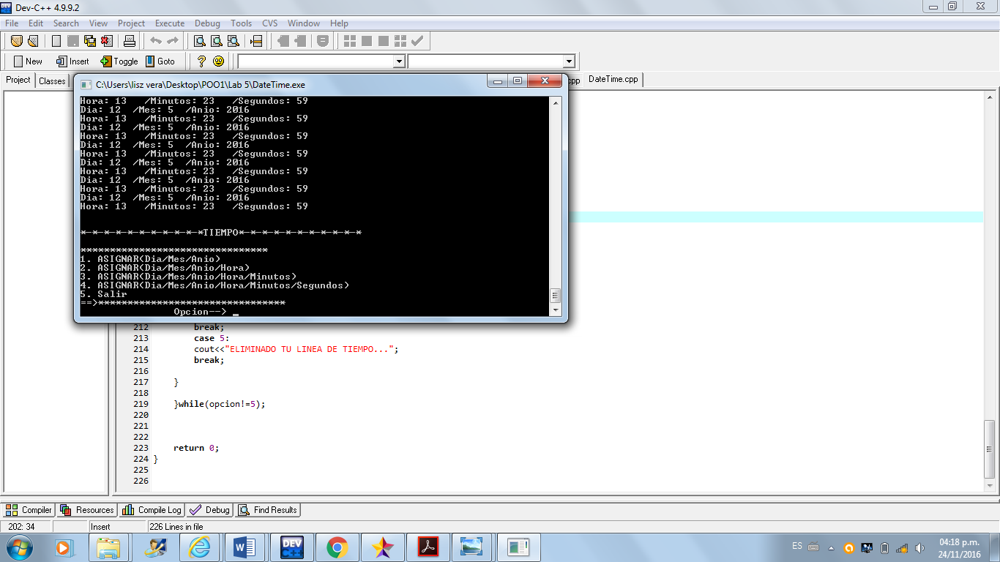 Dev-C++ 4.9.9.2
File Edit Search View Project Execute Debug Tools CVS Window Help
New Insert Toggle Goto
Project Classes cpp DateTime.cpp
C:\Users\lisz vera\Desktop\POO1\Lab 5\DateTime.exe
Hora: 13 /Minutos: 23 /Segundos: 59
Dia: 12 /Mes: 5 /Anio: 2016
Hora: 13 /Minutos: 23 /Segundos: 59
Dia: 12 /Mes: 5 /Anio: 2016
Hora: 13 /Minutos: 23 /Segundos: 59
Dia: 12 /Mes: 5 /Anio: 2016
Hora: 13 /Minutos: 23 /Segundos: 59
Dia: 12 /Mes: 5 /Anio: 2016
Hora: 13 /Minutos: 23 /Segundos: 59
Dia: 12 /Mes: 5 /Anio: 2016
Hora: 13 /Minutos: 23 /Segundos: 59
Dia: 12 /Mes: 5 /Anio: 2016
Hora: 13 /Minutos: 23 /Segundos: 59
*-*-*-*-*-*-*-*-*-*-*TIEMPO*-*-*-*-*-*-*-*-*-*-*
********************************
1. ASIGNAR(Dia/Mes/Anio)
2. ASIGNAR(Dia/Mes/Anio/Hora)
3. ASIGNAR(Dia/Mes/Anio/Hora/Minutos)
4. ASIGNAR(Dia/Mes/Anio/Hora/Minutos/Segundos)
5. Salir
==>********************************
Opcion--> _
212 break;
213 case 5:
214 cout<<"ELIMINADO TU LINEA DE TIEMPO...";
215 break;
216
217 }
218
219 }while(opcion!=5);
220
221
222
223 return 0;
224 }
225
226
Compiler Resources Compile Log Debug Find Results
202: 34 Insert 226 Lines in file
ES 04:18 p.m.
24/11/2016